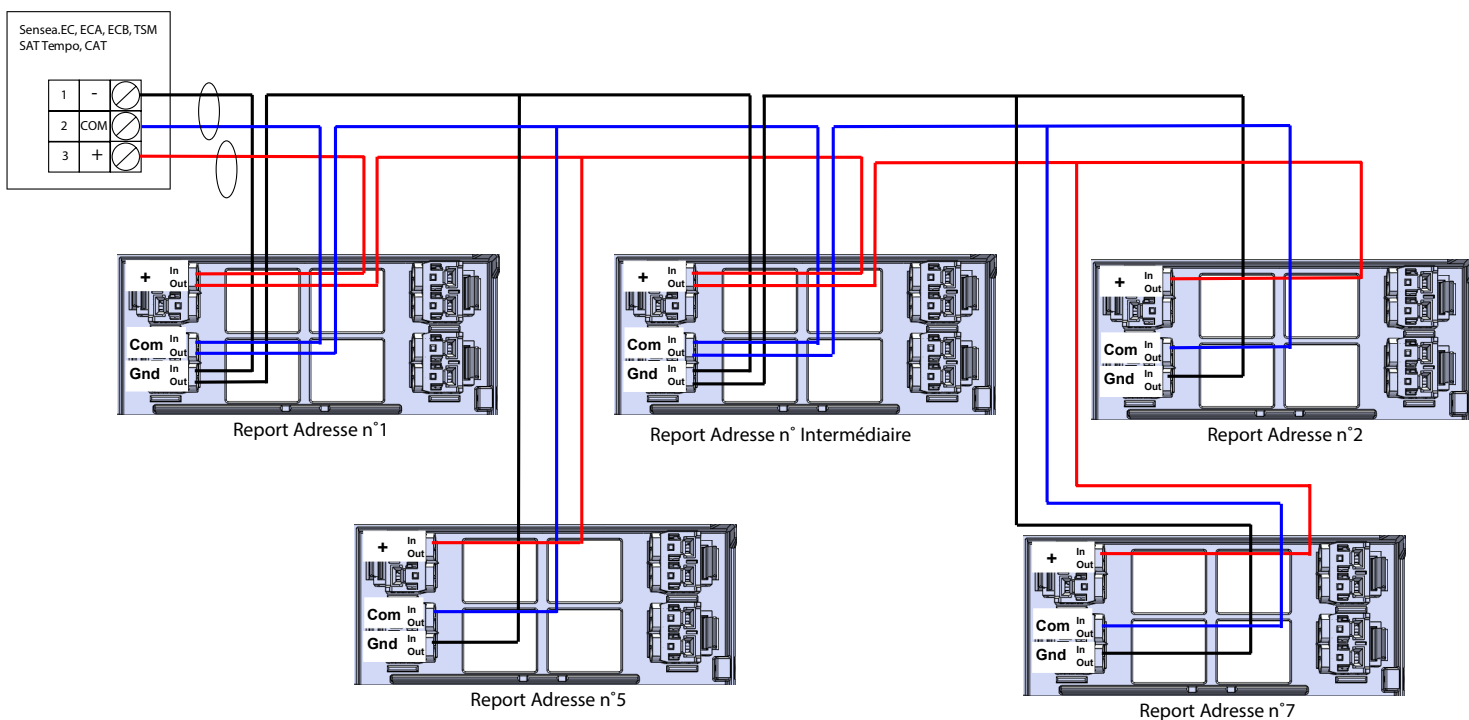 Sensea.EC, ECA, ECB, TSM
SAT Tempo, CAT
1 -
2 COM
3 +
+ In
Out
Com In
Out
Gnd In
Out
Report Adresse n°1
+ In
Out
Com In
Out
Gnd In
Out
Report Adresse n° Intermédiaire
+ In
Out
Com In
Out
Gnd In
Out
Report Adresse n°2
+ In
Out
Com In
Out
Gnd In
Out
Report Adresse n°5
+ In
Out
Com In
Out
Gnd In
Out
Report Adresse n°7